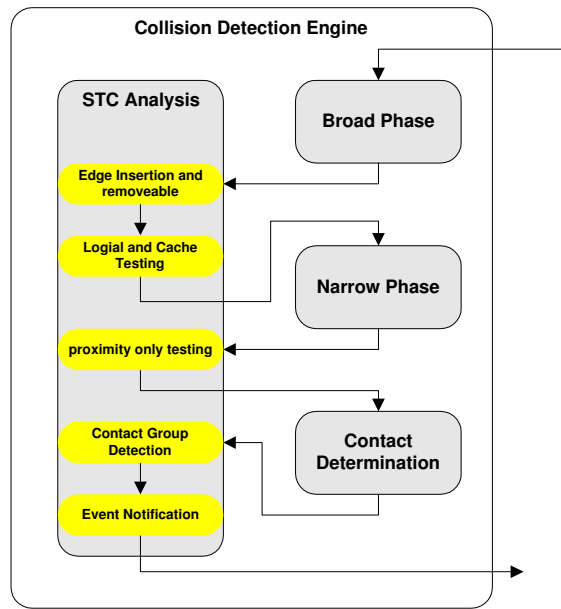 Collision Detection Engine
STC Analysis
Broad Phase
Edge Insertion and
removeable
Logial and Cache
Testing
Narrow Phase
proximity only testing
Contact Group
Detection
Contact
Determination
Event Notification